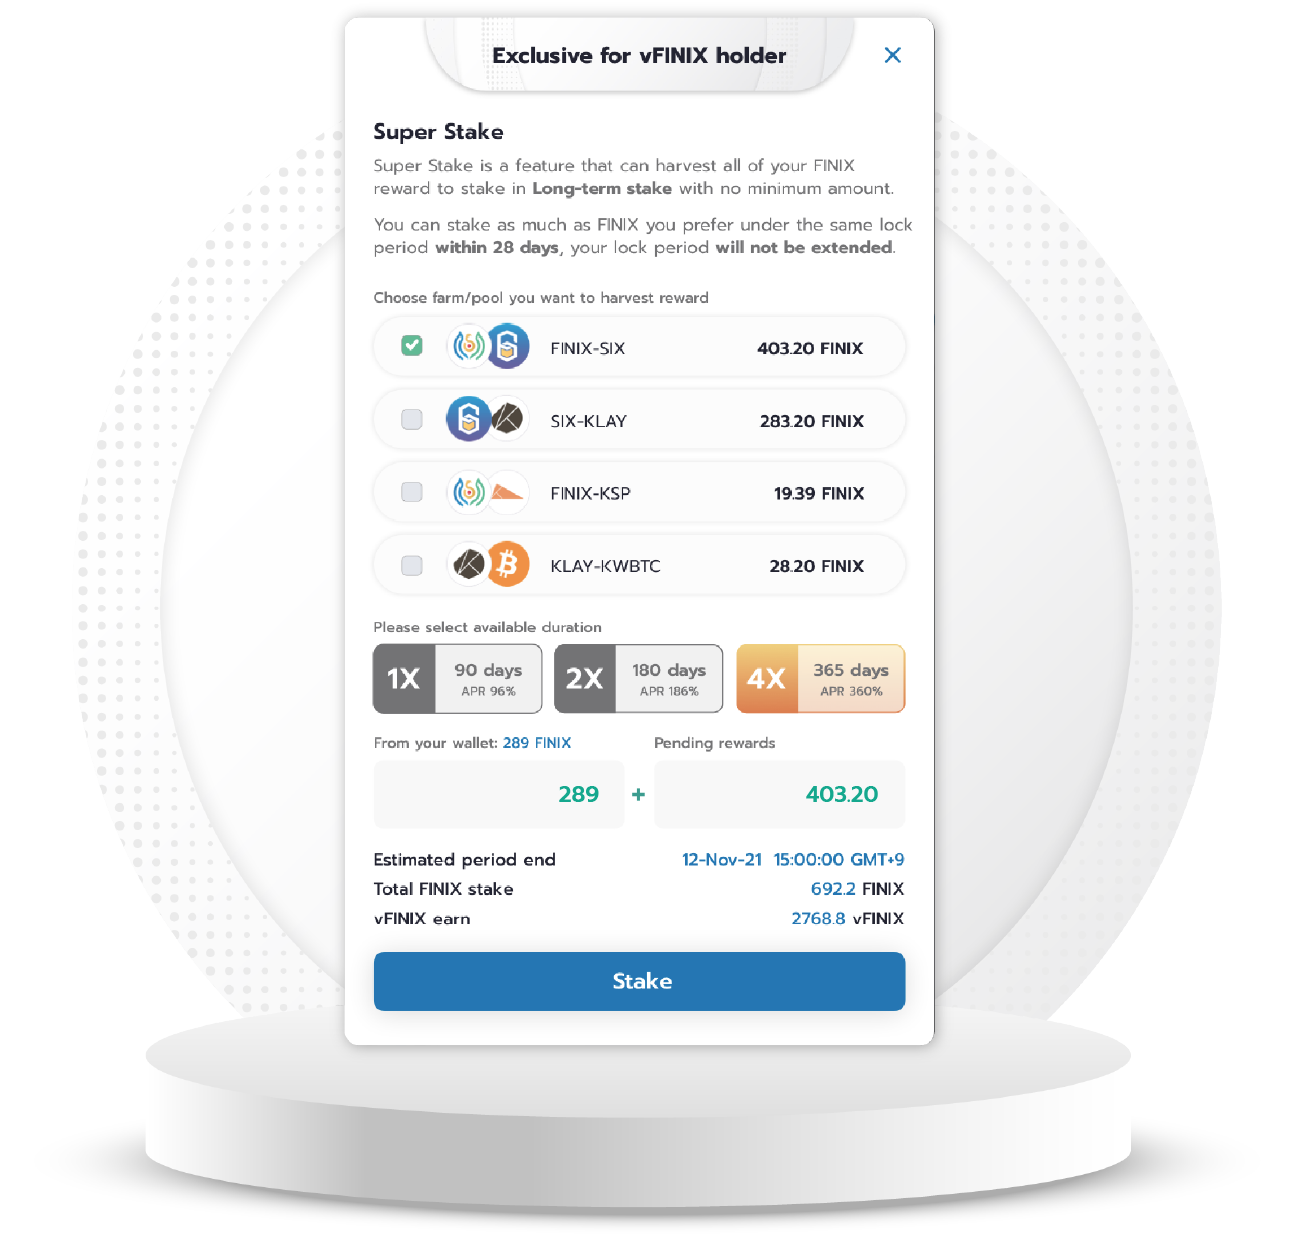 Exclusive for vFINIX holder
Super Stake
Super Stake is a feature that can harvest all of your FINIX
reward to stake in Long-term stake with no minimum amount.
You can stake as much as FINIX you prefer under the same lock
period within 28 days, your lock period will not be extended.
Choose farm/pool you want to harvest reward
FINIX-SIX 403.20 FINIX
SIX-KLAY 283.20 FINIX
FINIX-KSP 19.39 FINIX
KLAY-KWBTC 28.20 FINIX
Please select available duration
1X 90 days 2X 180 days 4X 365 days
APR 96% APR 186% APR 360%
From your wallet: 289 FINIX Pending rewards
289 + 403.20
Estimated period end 12-Nov-21 15:00:00 GMT+9
Total FINIX stake 692.2 FINIX
vFINIX earn 2768.8 vFINIX
Stake